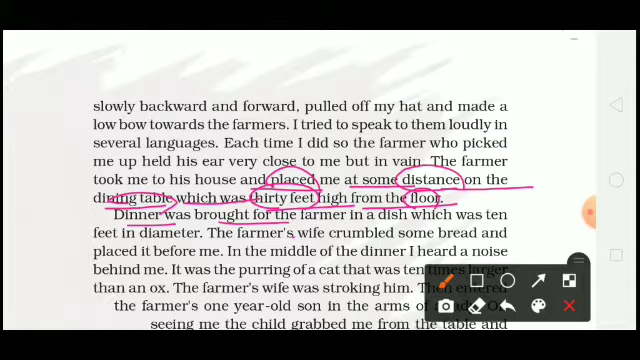 slowly backward and forward, pulled off my hat and made a
low bow towards the farmers. I tried to speak to them loudly in
several languages. Each time I did so the farmer who picked
me up held his ear very close to me but in vain. The farmer
took me to his house and placed me at some distance on the
dining table which was thirty feet high from the floor.
Dinner was brought for the farmer in a dish which was ten
feet in diameter. The farmer's wife crumbled some bread and
placed it before me. In the middle of the dinner I heard a noise
behind me. It was the purring of a cat that was ten times larger
than an ox. The farmer's wife was stroking him. Then entered
the farmer's one year-old son in the arms of a
seeing me the child grabbed me from the table and